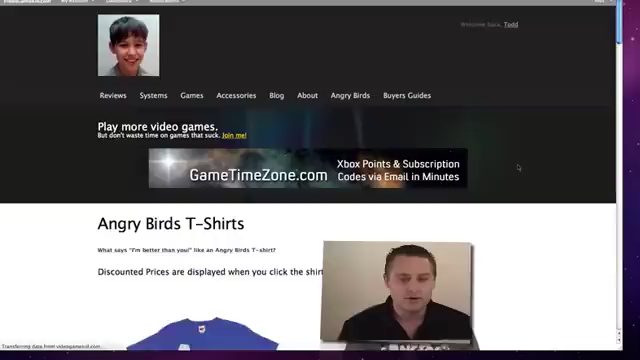 Welcome back, Todd
Reviews Systems Games Accessories Blog About Angry Birds Buyers Guides
Play more video games.
But don't waste time on games that suck. Join me!
GameTimeZone.com
Xbox Points & Subscription
Codes via Email in Minutes
Angry Birds T-Shirts
What says "I'm better than you!" like an Angry Birds T-shirt?
Discounted Prices are displayed when you click the shirt